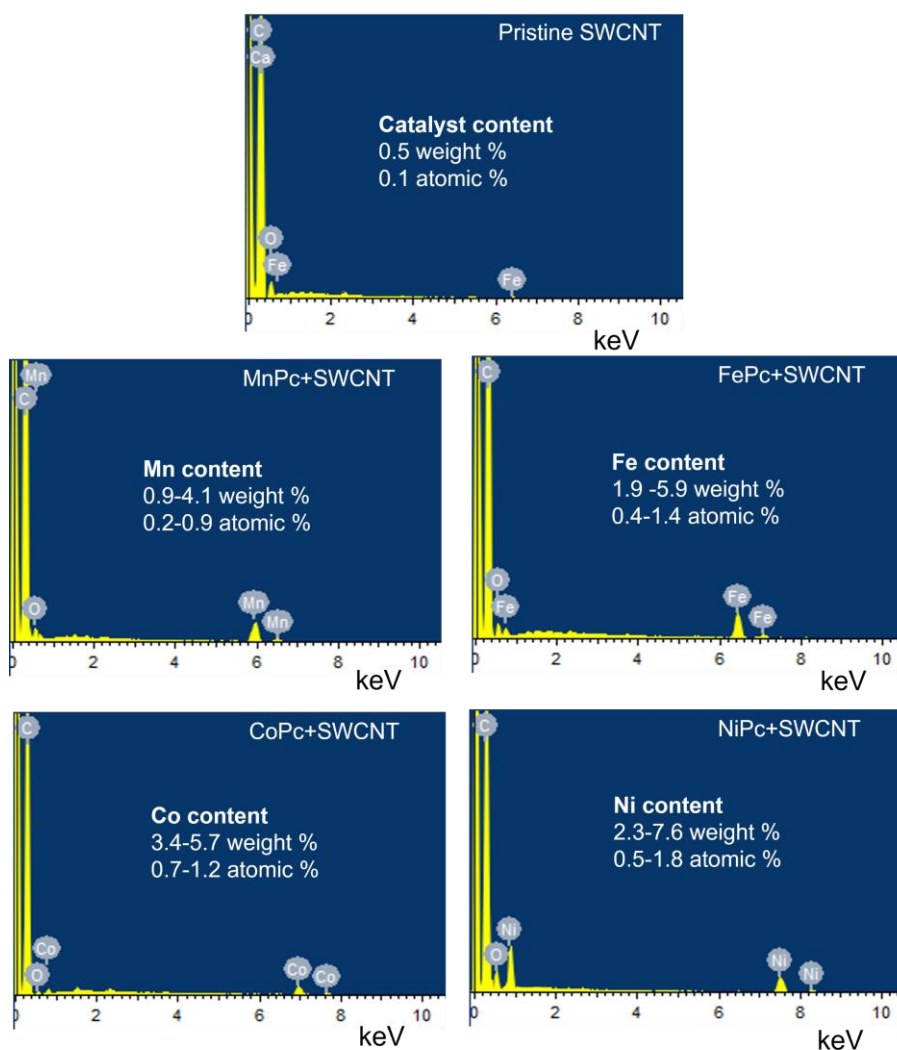 Pristine SWCNT
C
Ca
Catalyst content
0.5 weight %
0.1 atomic %
O
Fe
Fe
0 2 4 6 8 10
keV
MnPc+SWCNT
Mn
C
Mn content
0.9-4.1 weight %
0.2-0.9 atomic %
O
Mn
Mn
0 2 4 6 8 10
keV
FePc+SWCNT
C
Fe content
1.9 -5.9 weight %
0.4-1.4 atomic %
O
Fe
Fe
Fe
0 2 4 6 8 10
keV
CoPc+SWCNT
C
Co content
3.4-5.7 weight %
0.7-1.2 atomic %
Co
O
Co
Co
0 2 4 6 8 10
keV
NiPc+SWCNT
C
Ni content
2.3-7.6 weight %
0.5-1.8 atomic %
Ni
O
Ni
Ni
0 2 4 6 8 10
keV